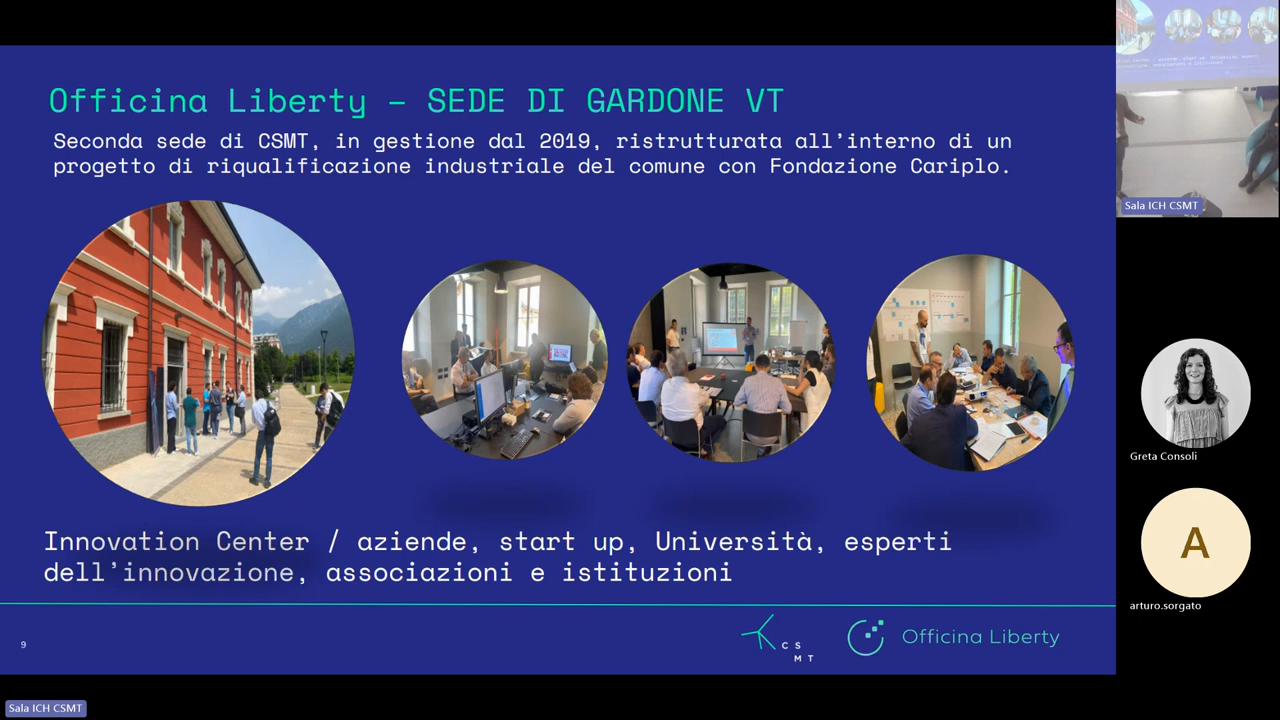 Officina Liberty – SEDE DI GARDONE VT
Seconda sede di CSMT, in gestione dal 2019, ristrutturata all'interno di un
progetto di riqualificazione industriale del comune con Fondazione Cariplo.
Innovation Center / aziende, start up, Università, esperti
dell'innovazione, associazioni e istituzioni
9
CS
MT
Officina Liberty
Sala ICH CSMT
Sala ICH CSMT
Greta Consoli
A
arturo.sorgato